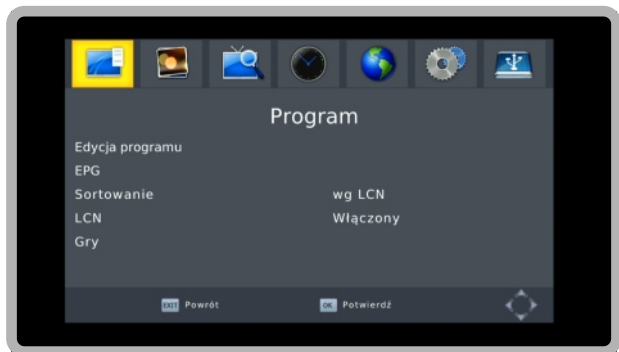 Program
Edycja programu
EPG
Sortowanie wg LCN
LCN Włączony
Gry
EXIT Powrót OK Potwierdź